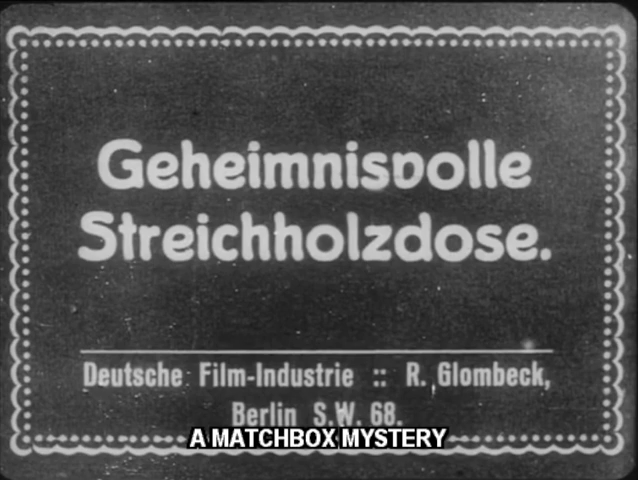 Geheimnisvolle
Streichholzdose.
Deutsche Film-Industrie :: R. Glombeck,
Berlin S.W. 68.
A MATCHBOX MYSTERY